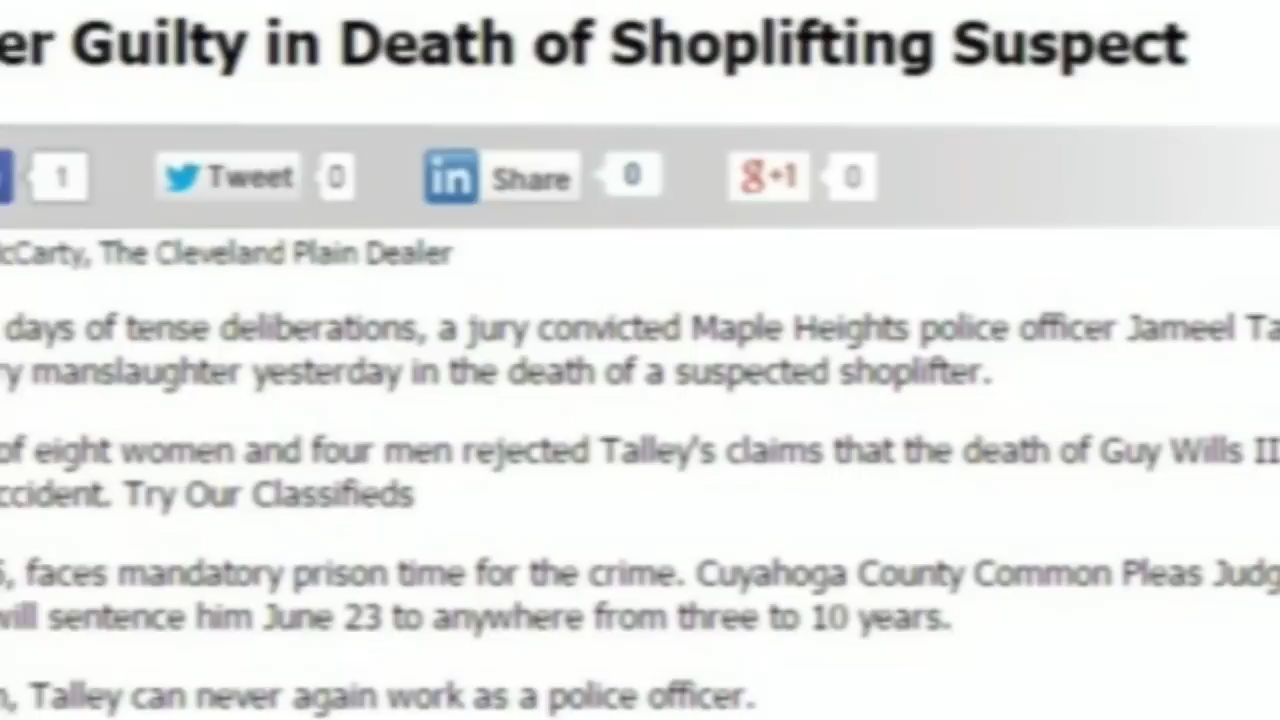 er Guilty in Death of Shoplifting Suspect
1 Tweet 0 in Share 0 g+1 0
cCarty, The Cleveland Plain Dealer
days of tense deliberations, a jury convicted Maple Heights police officer Jameel Ta
ry manslaughter yesterday in the death of a suspected shoplifter.
of eight women and four men rejected Talley's claims that the death of Guy Wills II
ccident. Try Our Classifieds
, faces mandatory prison time for the crime. Cuyahoga County Common Pleas Judg
will sentence him June 23 to anywhere from three to 10 years.
n, Talley can never again work as a police officer.